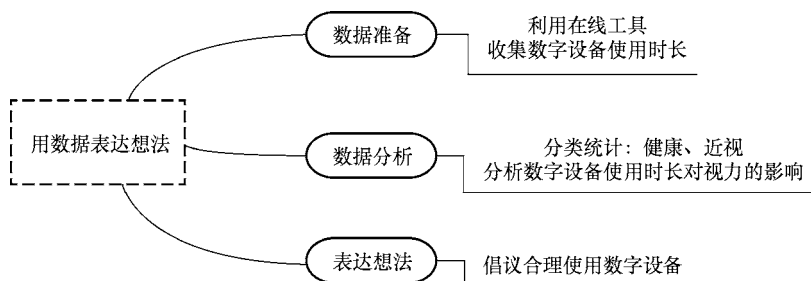 用数据表达想法
数据准备
利用在线工具
收集数字设备使用时长
数据分析
分类统计：健康、近视
分析数字设备使用时长对视力的影响
表达想法
倡议合理使用数字设备